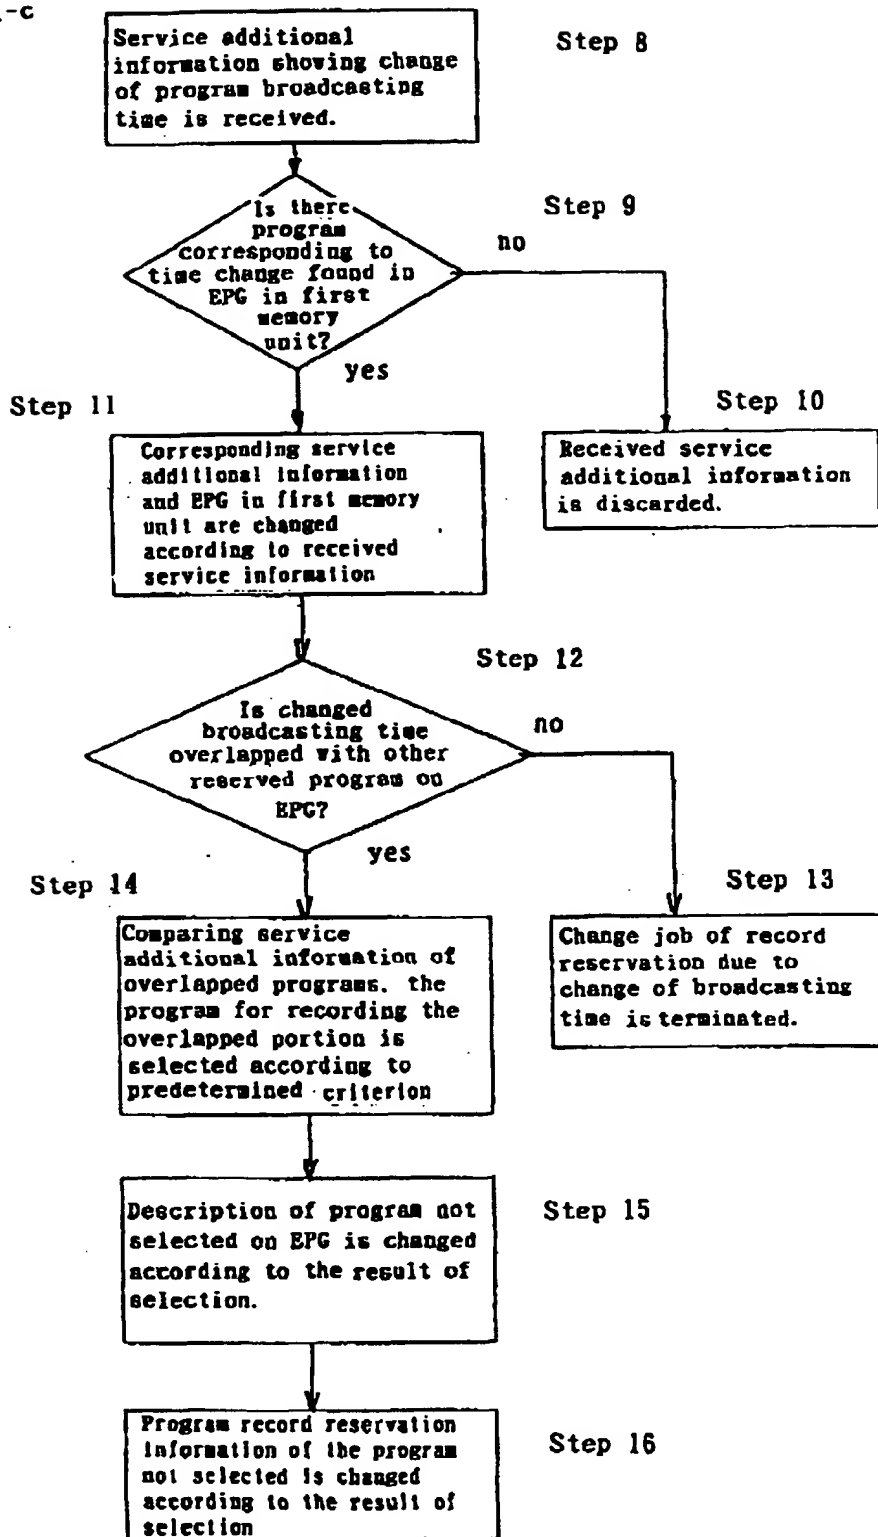 -c
Service additional
information showing change
of program broadcasting
time is received.
Step 8
Is there
program
corresponding to
time change found in
EPG in first
memory
unit?
Step 9
no
yes
Step 11
Step 10
Corresponding service
additional information
and EPG in first memory
unit are changed
according to received
service information
Received service
additional information
is discarded.
Step 12
Is changed
broadcasting time
overlapped with other
reserved program on
EPG?
no
yes
Step 14
Step 13
Comparing service
additional information of
overlapped programs. the
program for recording the
overlapped portion is
selected according to
predetermined criterion
Change job of record
reservation due to
change of broadcasting
time is terminated.
Description of program not
selected on EPG is changed
according to the result of
selection.
Step 15
Program record reservation
information of the program
not selected is changed
according to the result of
selection
Step 16